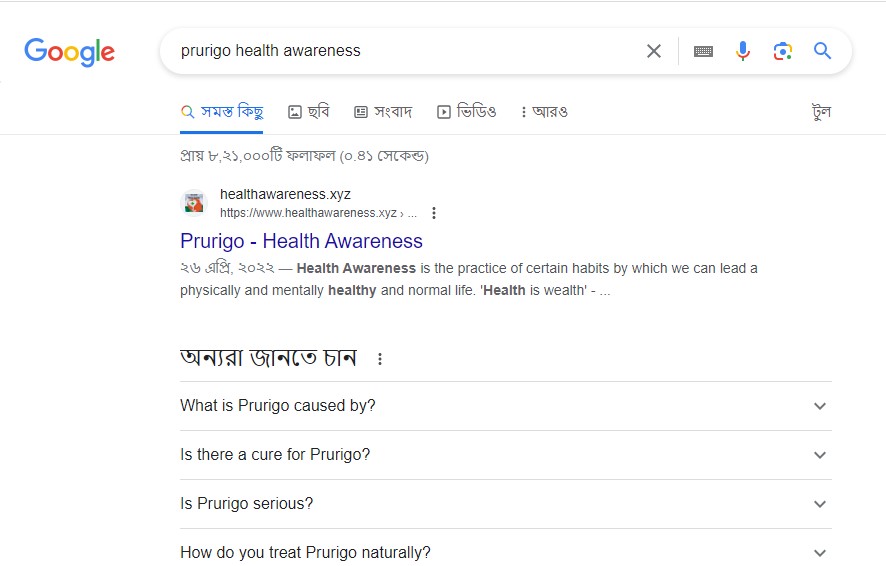 Google
prurigo health awareness
সমস্ত কিছু ছবি সংবাদ ভিডিও আরও টুল
প্রায় ৮,২১,০০০টি ফলাফল (০.৪১ সেকেন্ড)
healthawareness.xyz
https://www.healthawareness.xyz › ...
Prurigo - Health Awareness
২৬ এপ্রি, ২০২২ — Health Awareness is the practice of certain habits by which we can lead a
physically and mentally healthy and normal life. 'Health is wealth' - ...
অন্যরা জানতে চান
What is Prurigo caused by?
Is there a cure for Prurigo?
Is Prurigo serious?
How do you treat Prurigo naturally?